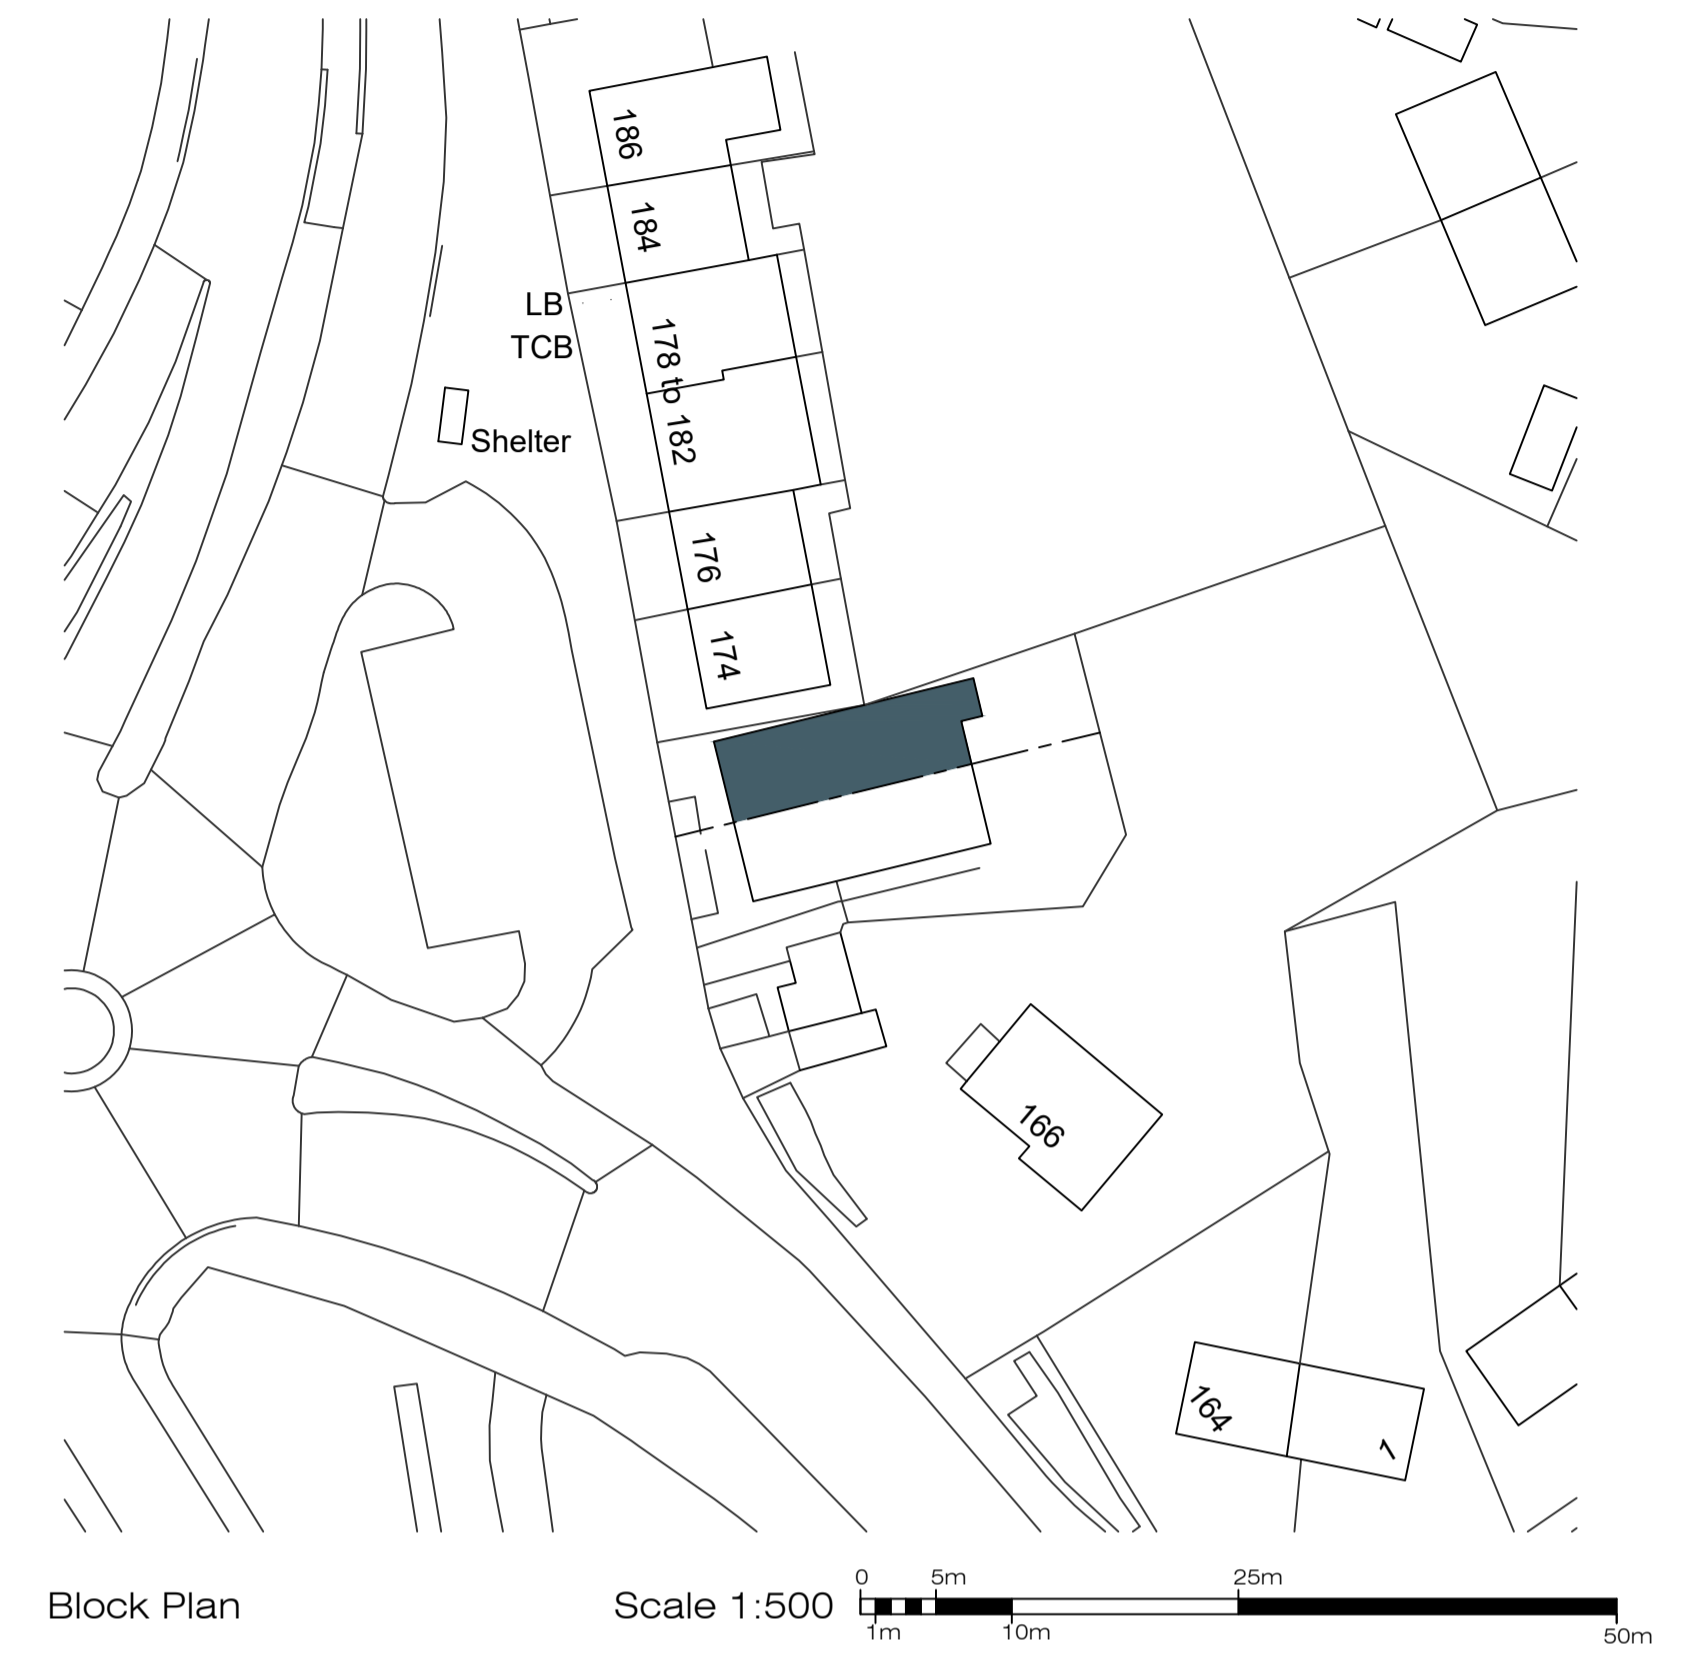 186
184
LB
TCB
178 to 182
Shelter
176
174
166
164
1
Block Plan
Scale 1:500
0 5m 25m
1m 10m 50m